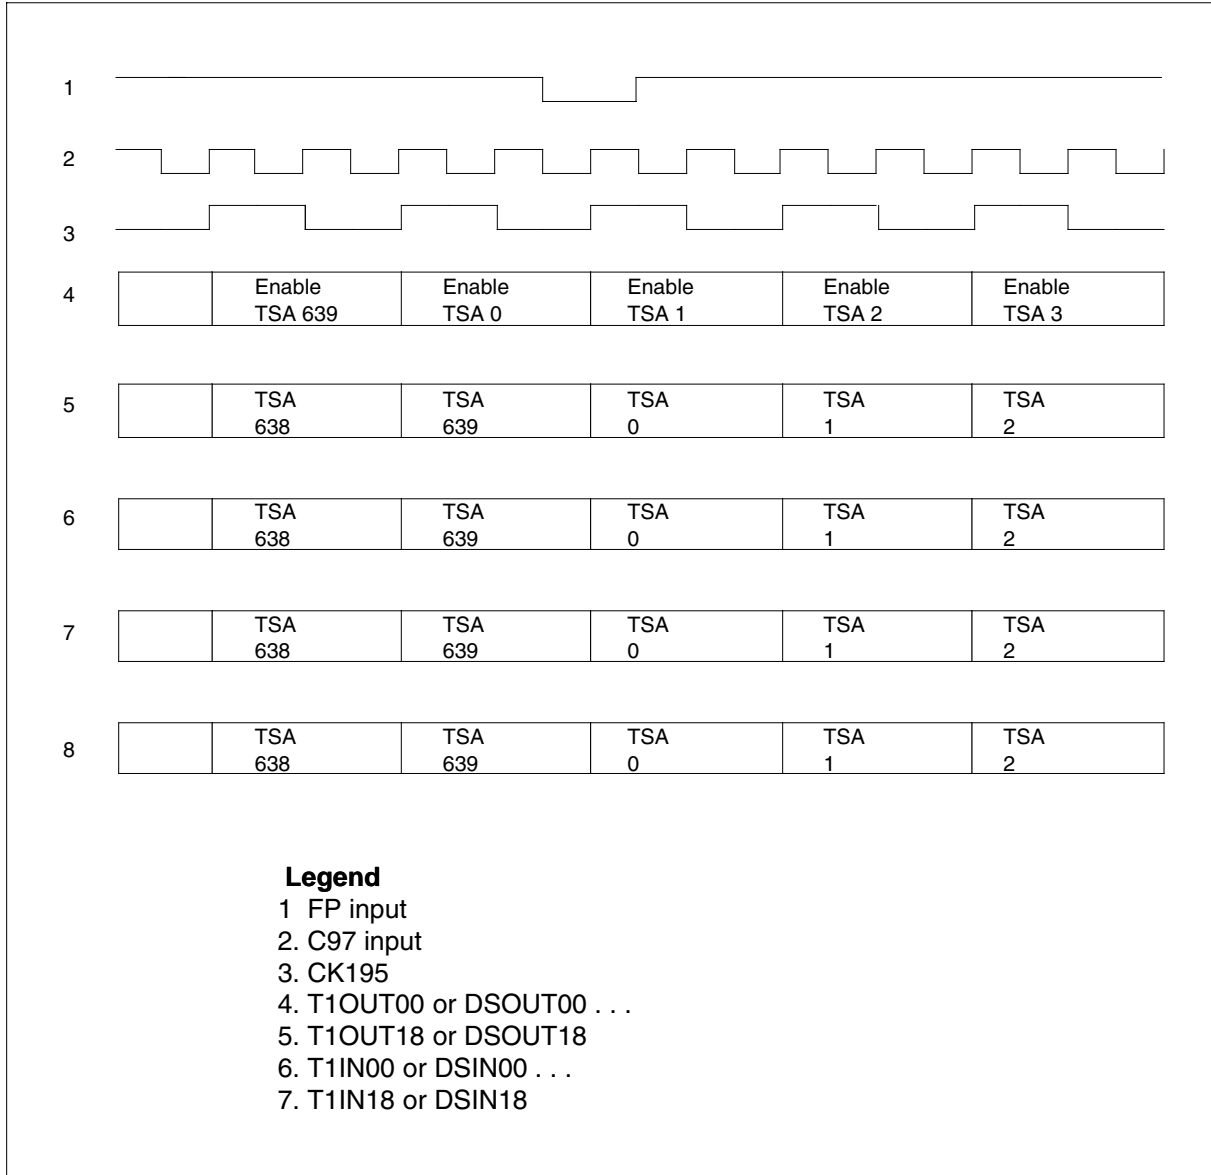 1
2
3
4
Enable Enable Enable Enable Enable
TSA 639 TSA 0 TSA 1 TSA 2 TSA 3
5
TSA TSA TSA TSA TSA
638 639 0 1 2
6
TSA TSA TSA TSA TSA
638 639 0 1 2
7
TSA TSA TSA TSA TSA
638 639 0 1 2
8
TSA TSA TSA TSA TSA
638 639 0 1 2
Legend
1 FP input
2. C97 input
3. CK195
4. T1OUT00 or DSOUT00 . . .
5. T1OUT18 or DSOUT18
6. T1IN00 or DSIN00 . . .
7. T1IN18 or DSIN18